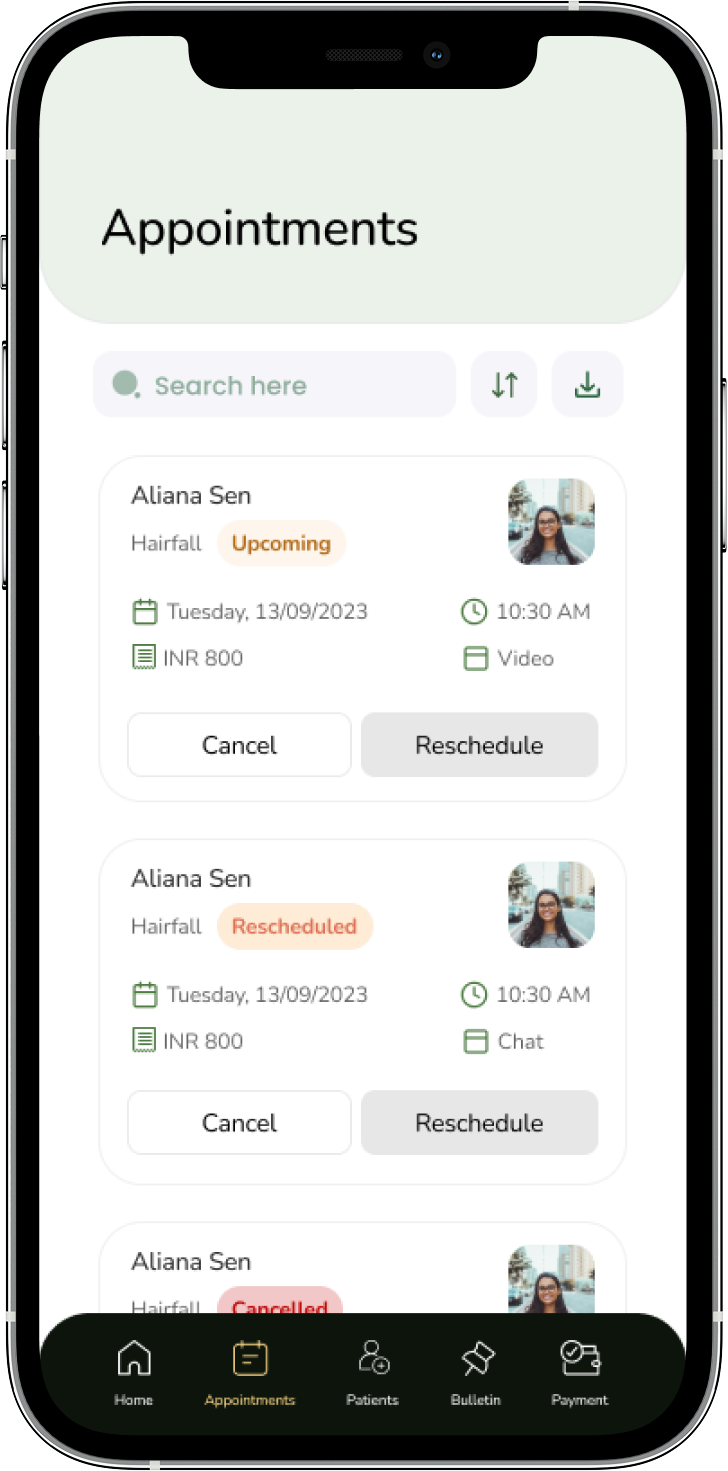 Appointments
Search here
Aliana Sen
Hairfall Upcoming
Tuesday, 13/09/2023 10:30 AM
INR 800 Video
Cancel Reschedule
Aliana Sen
Hairfall Rescheduled
Tuesday, 13/09/2023 10:30 AM
INR 800 Chat
Cancel Reschedule
Aliana Sen
Hairfall Cancelled
Home Appointments Patients Bulletin Payment